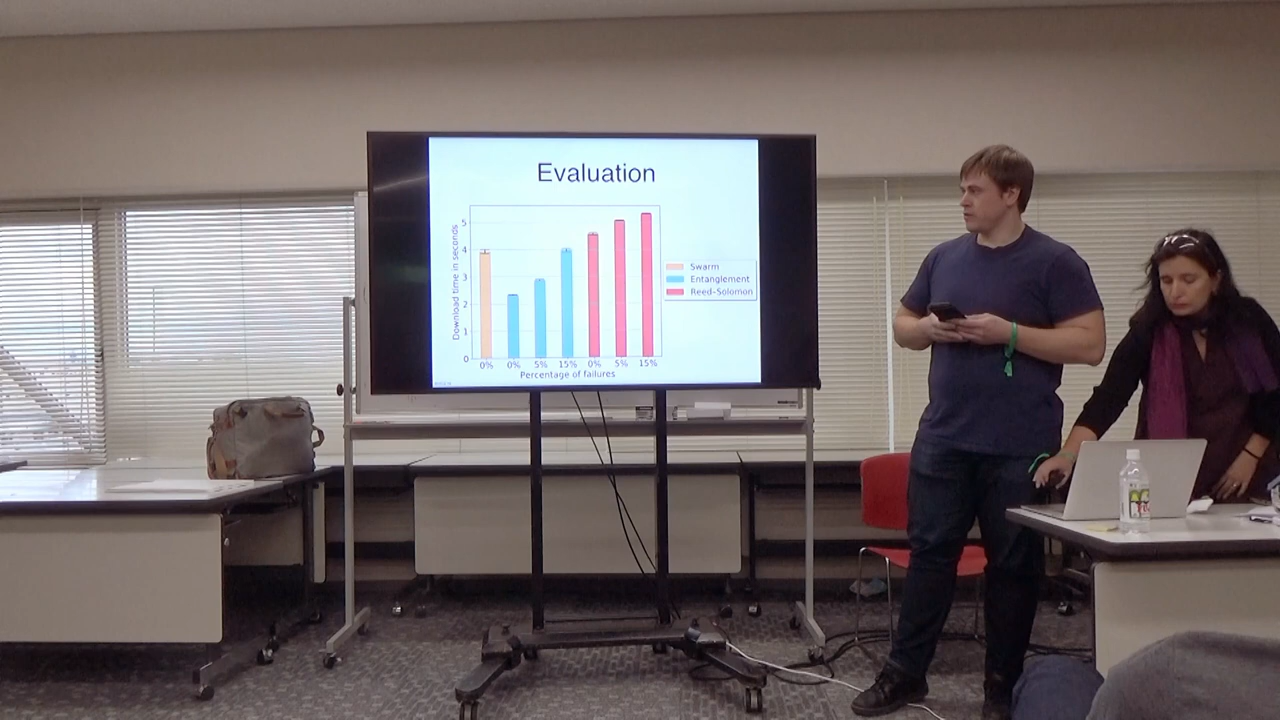 Evaluation
Download time in seconds
5
4
3
2
1
0
0% 0% 5% 15% 0% 5% 15%
Percentage of failures
Swarm
Entanglement
Reed-Solomon